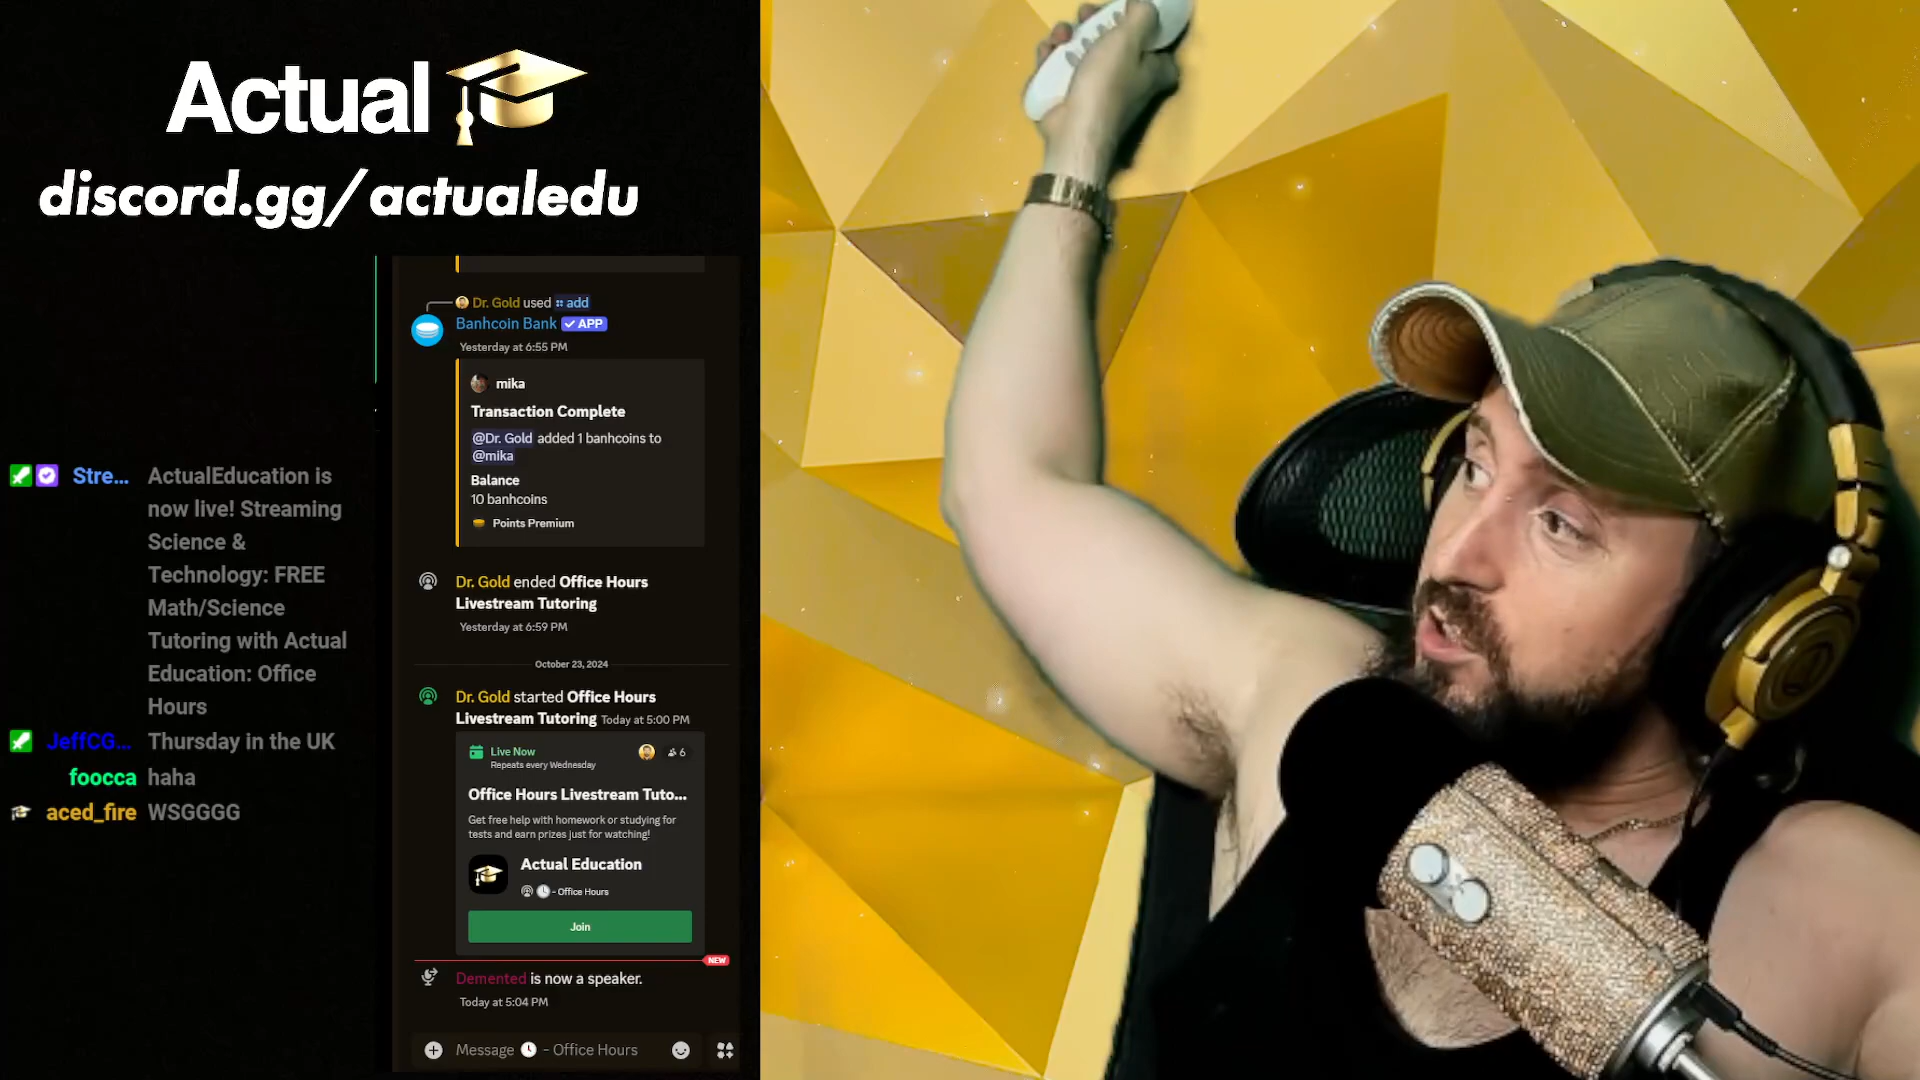 Actual
discord.gg/actualedu
Dr. Gold used add
Banhcoin Bank APP
Yesterday at 6:55 PM
mika
Transaction Complete
@Dr. Gold added 1 banhcoins to
@mika
Balance
10 banhcoins
Points Premium
Dr. Gold ended Office Hours
Livestream Tutoring
Yesterday at 6:59 PM
October 23, 2024
Dr. Gold started Office Hours
Livestream Tutoring Today at 5:00 PM
Live Now
6
Repeats every Wednesday
Office Hours Livestream Tuto...
Get free help with homework or studying for
tests and earn prizes just for watching!
Actual Education
- Office Hours
Join
NEW
Demented is now a speaker.
Today at 5:04 PM
Message - Office Hours
Stre... ActualEducation is
now live! Streaming
Science &
Technology: FREE
Math/Science
Tutoring with Actual
Education: Office
Hours
JeffCG... Thursday in the UK
foocca haha
aced_fire WSGGGG